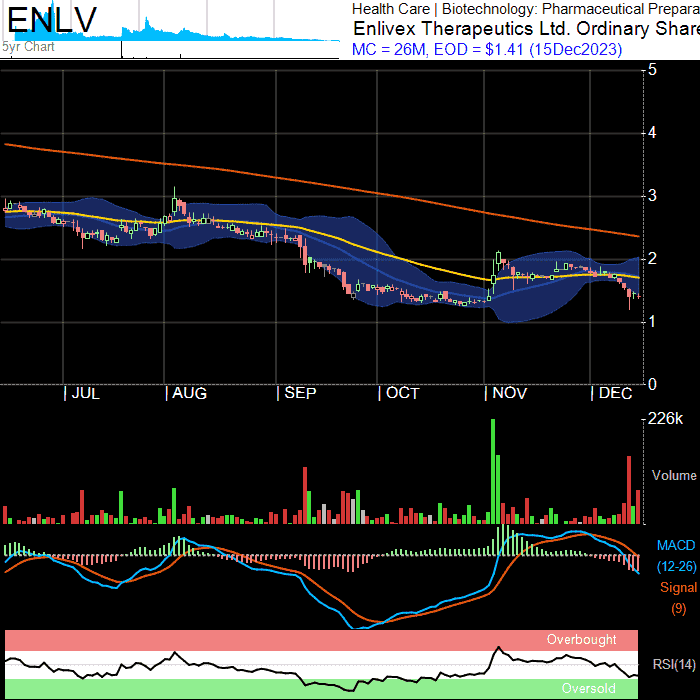 ENLV
5yr Chart
Health Care | Biotechnology: Pharmaceutical Prepara
Enlivex Therapeutics Ltd. Ordinary Share
MC = 26M, EOD = $1.41 (15Dec2023)
5
4
3
2
1
0
| JUL | AUG | SEP | OCT | NOV | DEC
226k
Volume
MACD
(12-26)
Signal
(9)
Overbought
RSI(14)
Oversold